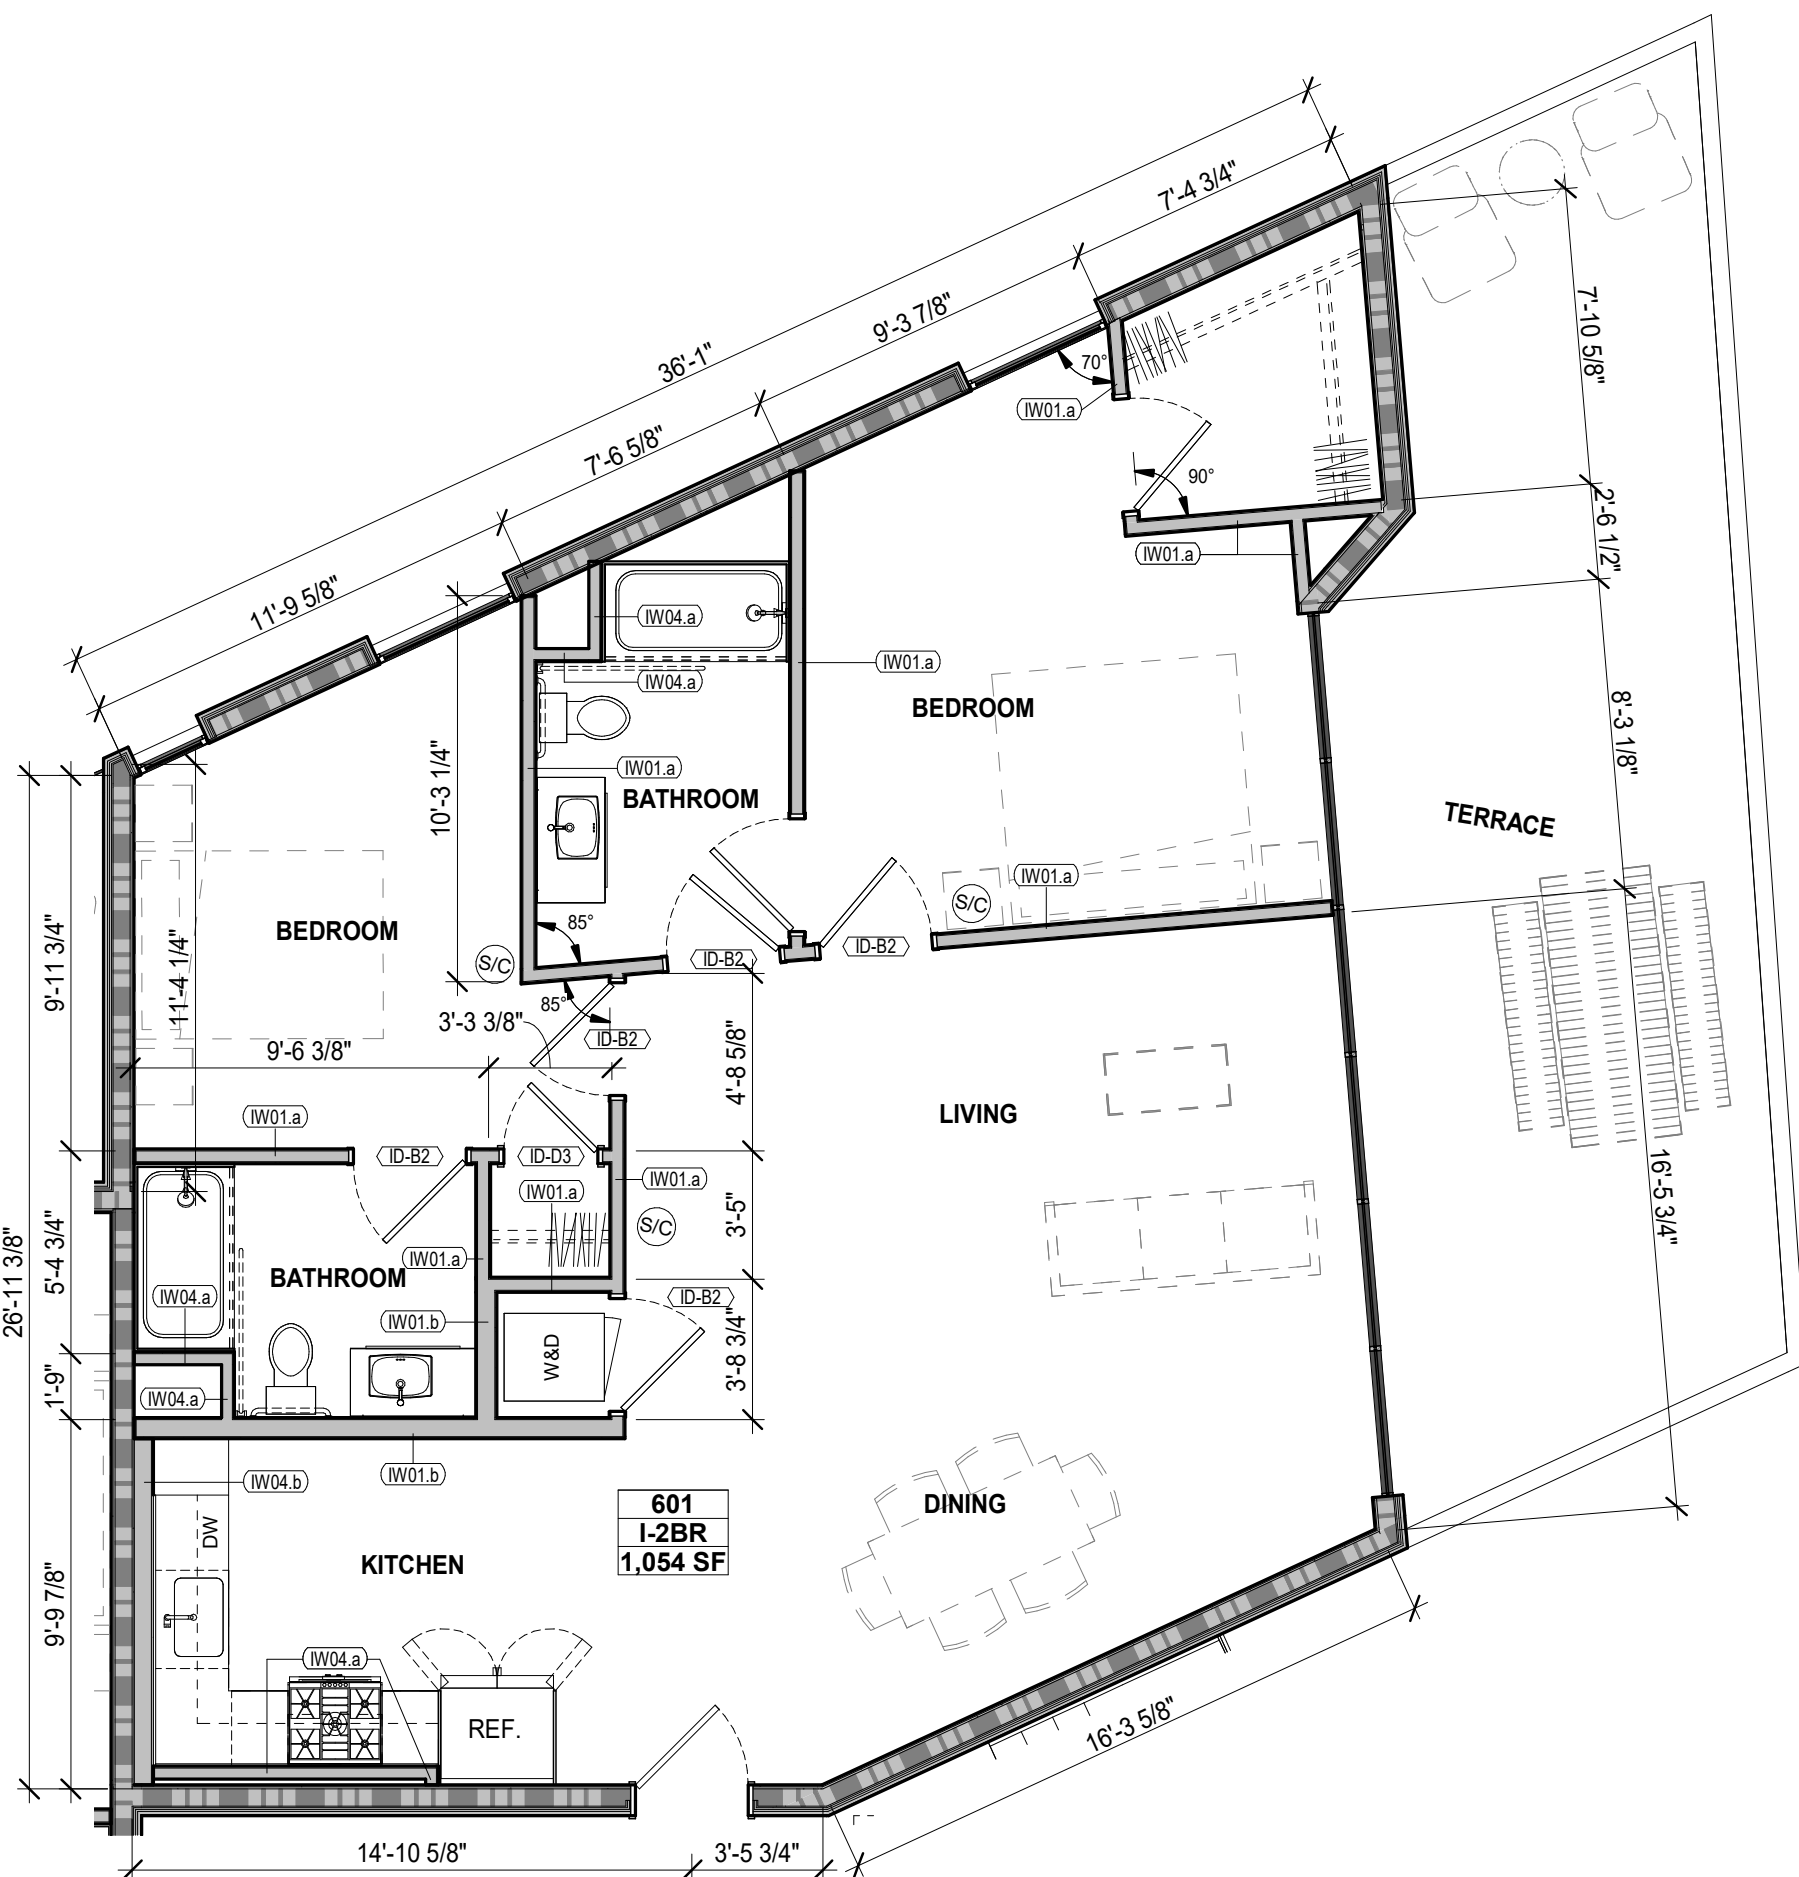 7'-4 3/4"
9'-3 7/8"
36'-1"
7'-6 5/8"
11'-9 5/8"
7'-10 5/8"
70°
IW01.a
90°
2'-6 1/2"
IW01.a
IW04.a
IW01.a
IW04.a
BEDROOM
8'-3 1/8"
10'-3 1/4"
IW01.a
BATHROOM
TERRACE
IW01.a
S/C
85°
BEDROOM
ID-B2
ID-B2
S/C
9'-11 3/4"
11'-4 1/4"
85°
3'-3 3/8"
ID-B2
9'-6 3/8"
4'-8 5/8"
LIVING
IW01.a
ID-B2
ID-D3
IW01.a
IW01.a
16'-5 3/4"
3'-5"
S/C
26'-11 3/8"
5'-4 3/4"
IW01.a
BATHROOM
IW04.a
ID-B2
IW01.b
W&D
3'-8 3/4"
1'-9"
IW04.a
IW01.b
IW04.b
601
I-2BR
1,054 SF
DINING
DW
KITCHEN
9'-9 7/8"
IW04.a
REF.
16'-3 5/8"
14'-10 5/8"
3'-5 3/4"